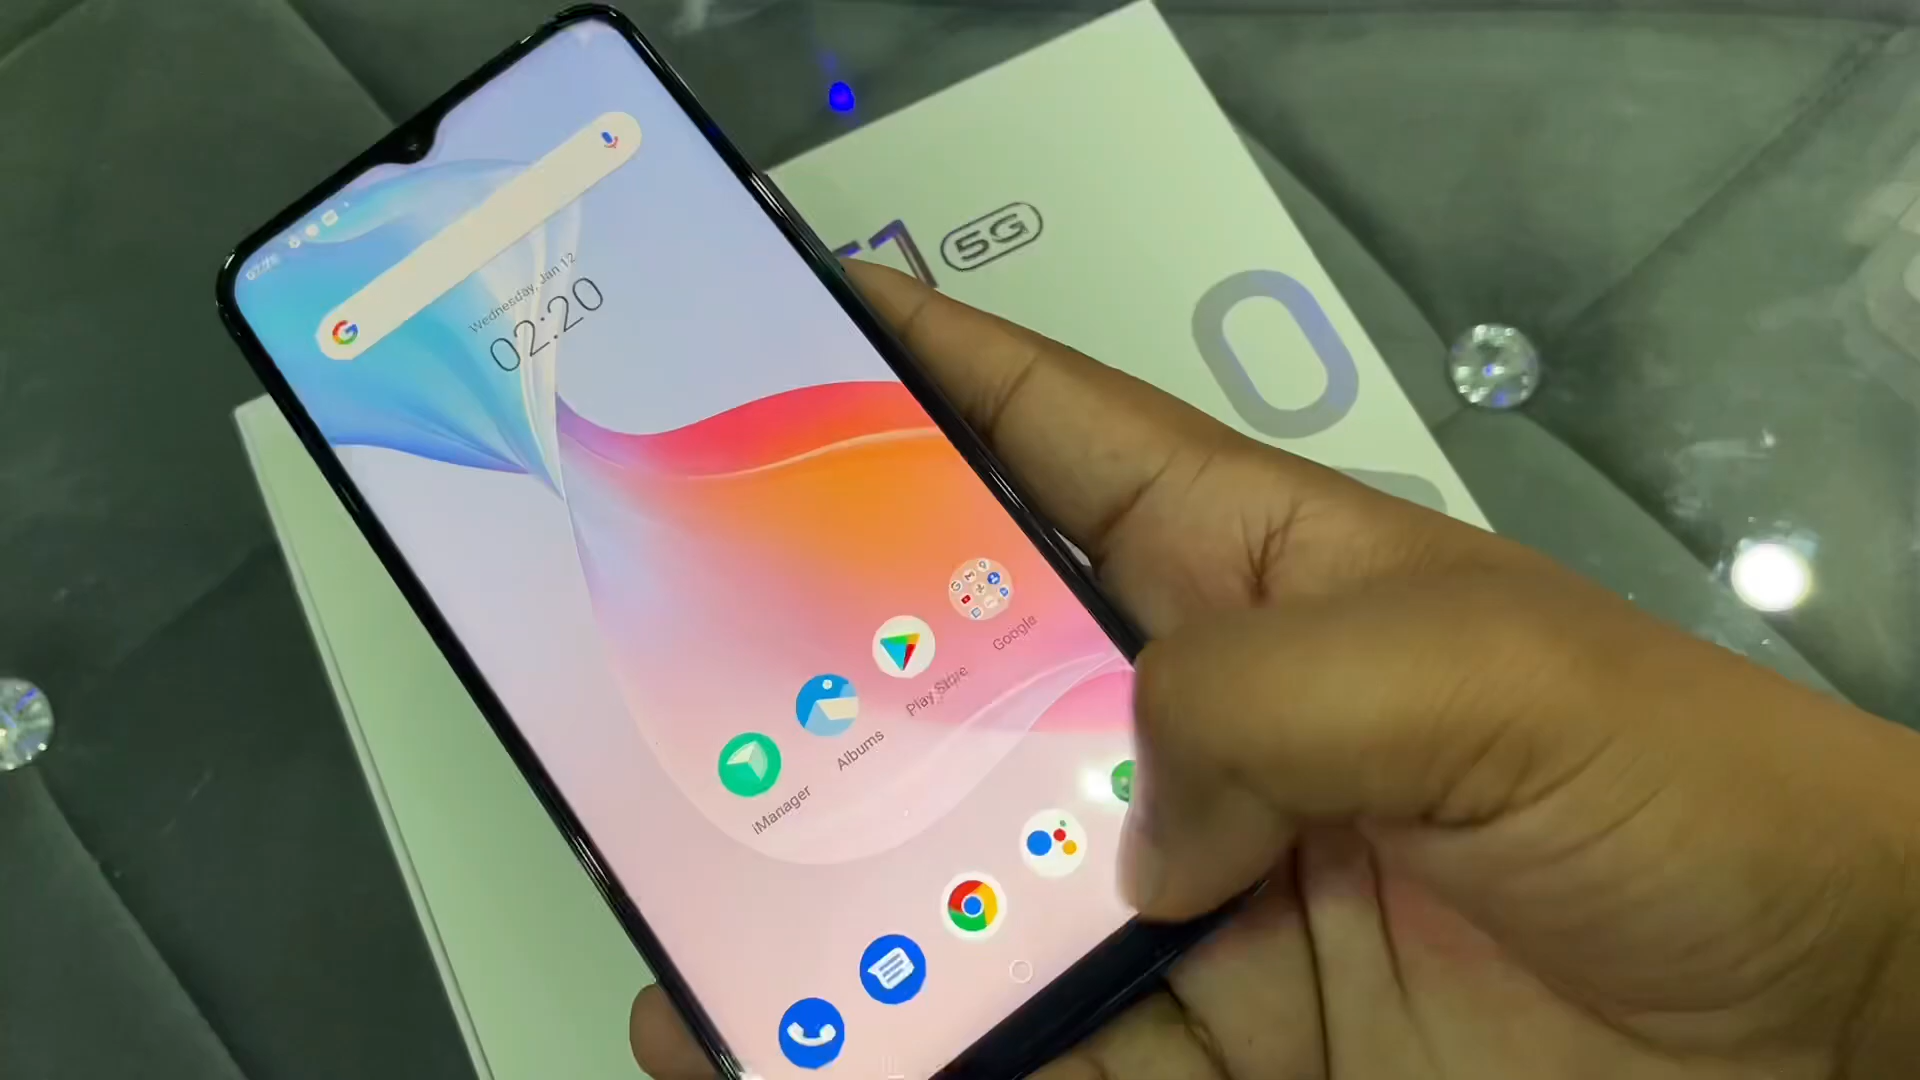 Wednesday, Jan 12
02:20
Google
Play Store
Albums
iManager
5G